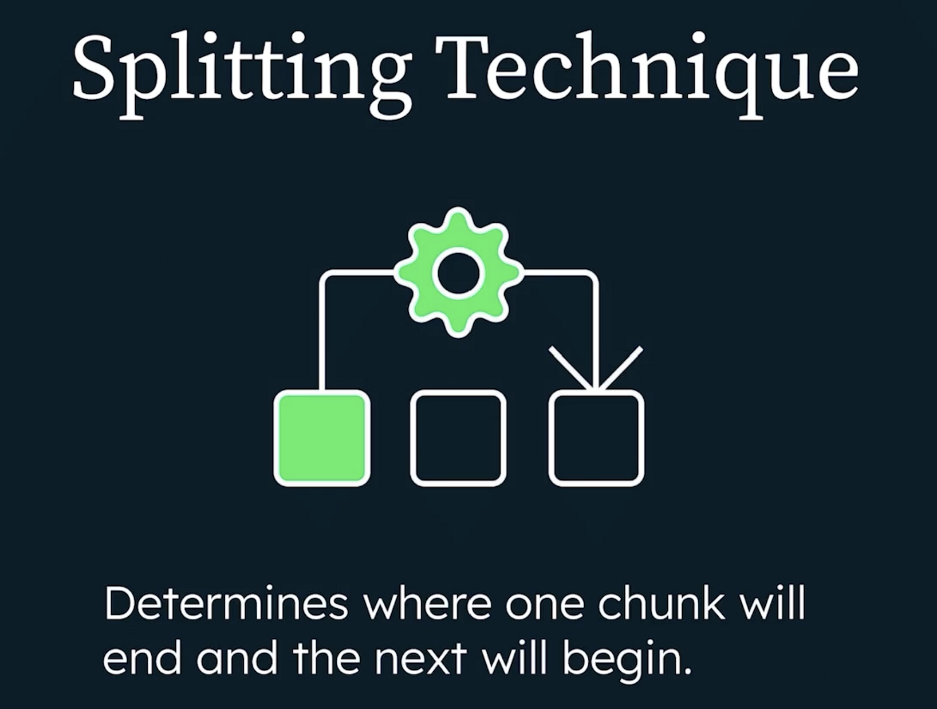 Splitting Technique
Determines where one chunk will
end and the next will begin.